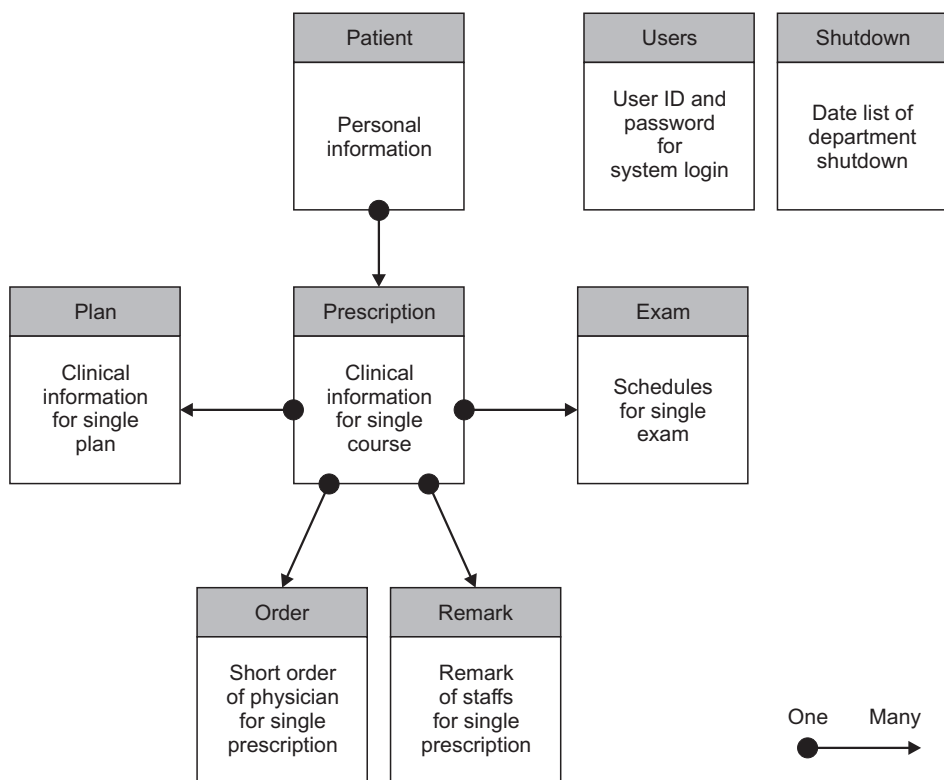 Patient
Personal
information
Users
User ID and
password
for
system login
Shutdown
Date list of
department
shutdown
Plan
Clinical
information
for single
plan
Prescription
Clinical
information
for single
course
Exam
Schedules
for single
exam
Order
Short order
of physician
for single
prescription
Remark
Remark
of staffs
for single
prescription
One Many